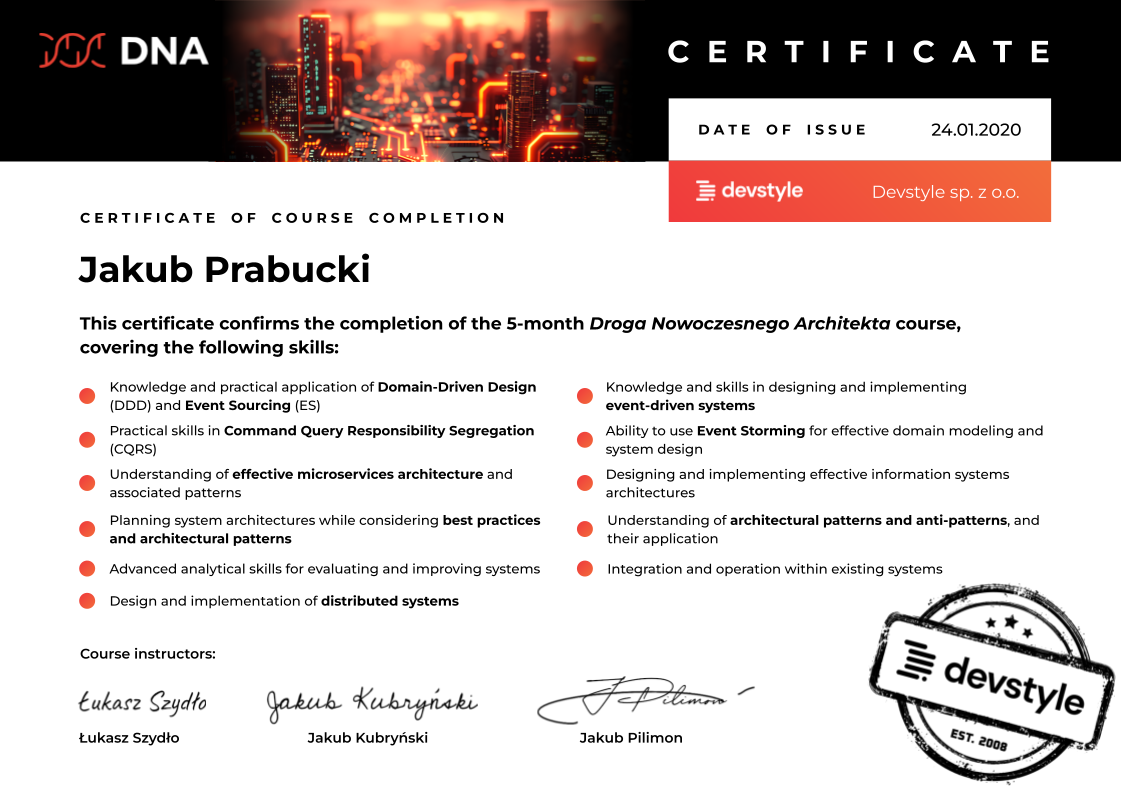 DNA
CERTIFICATE
DATE OF ISSUE 24.01.2020
devstyle Devstyle sp. z o.o.
CERTIFICATE OF COURSE COMPLETION
Jakub Prabucki
This certificate confirms the completion of the 5-month Droga Nowoczesnego Architekta course,
covering the following skills:
Knowledge and practical application of Domain-Driven Design
(DDD) and Event Sourcing (ES)
Practical skills in Command Query Responsibility Segregation
(CQRS)
Understanding of effective microservices architecture and
associated patterns
Planning system architectures while considering best practices
and architectural patterns
Advanced analytical skills for evaluating and improving systems
Design and implementation of distributed systems
Knowledge and skills in designing and implementing
event-driven systems
Ability to use Event Storming for effective domain modeling and
system design
Designing and implementing effective information systems
architectures
Understanding of architectural patterns and anti-patterns, and
their application
Integration and operation within existing systems
Course instructors:
Łukasz Szydło Jakub Kubryński J Pilimon
Łukasz Szydło Jakub Kubryński Jakub Pilimon
devstyle
EST. 2008